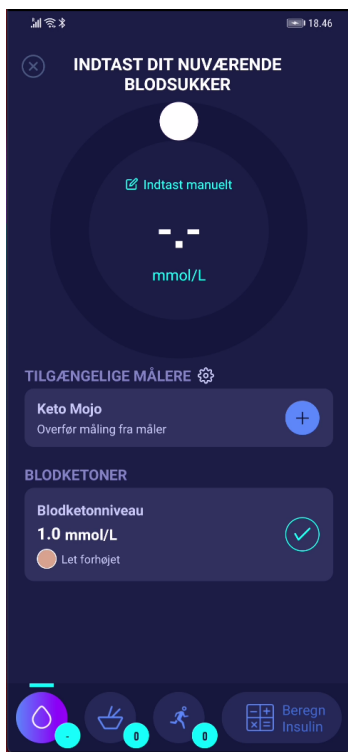 18.46
INDTAST DIT NUVÆRENDE
BLODSUKKER
Indtast manuelt
-.-
mmol/L
TILGÆNGELIGE MÅLERE
Keto Mojo
Overfør måling fra måler
BLODKETONER
Blodketonniveau
1.0 mmol/L
Let forhøjet
-
0
0
Beregn
Insulin